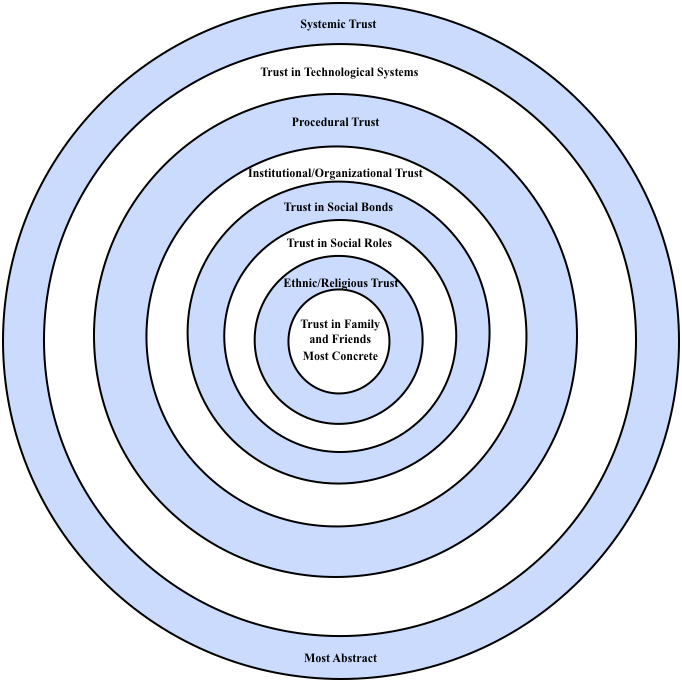 Systemic Trust
Trust in Technological Systems
Procedural Trust
Institutional/Organizational Trust
Trust in Social Bonds
Trust in Social Roles
Ethnic/Religious Trust
Trust in Family
and Friends
Most Concrete
Most Abstract